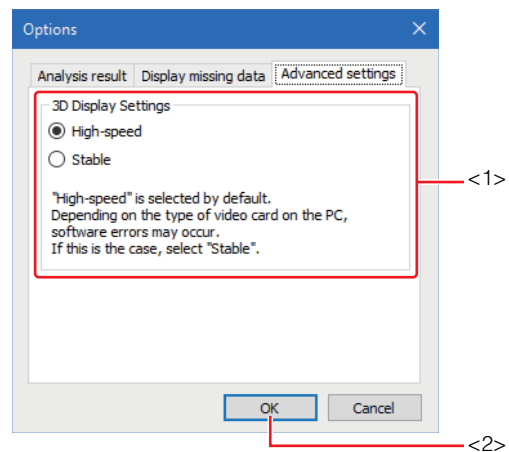 Options
Analysis result Display missing data Advanced settings
3D Display Settings
High-speed
Stable
<1>
"High-speed" is selected by default.
Depending on the type of video card on the PC,
software errors may occur.
If this is the case, select "Stable".
OK Cancel
<2>